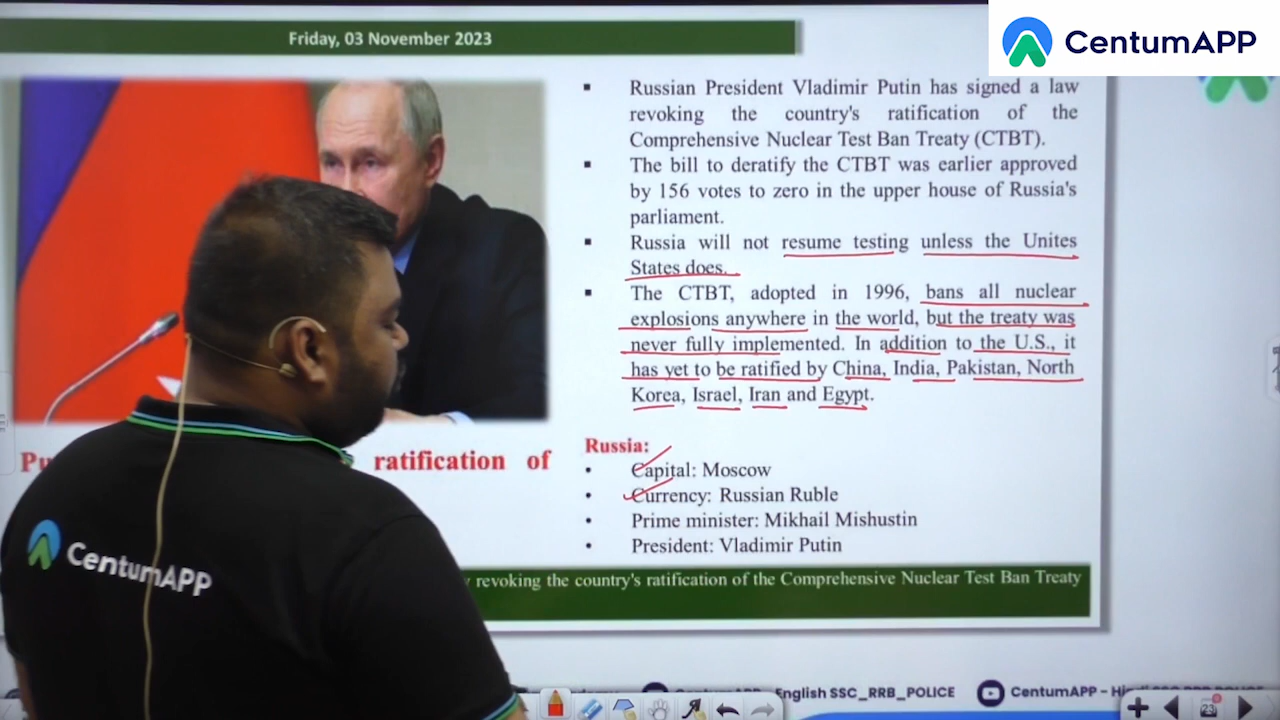 Friday, 03 November 2023
CentumAPP
Russian President Vladimir Putin has signed a law
revoking the country's ratification of the
Comprehensive Nuclear Test Ban Treaty (CTBT).
The bill to deratify the CTBT was earlier approved
by 156 votes to zero in the upper house of Russia's
parliament.
Russia will not resume testing unless the Unites
States does.
The CTBT, adopted in 1996, bans all nuclear
explosions anywhere in the world, but the treaty was
never fully implemented. In addition to the U.S., it
has yet to be ratified by China, India, Pakistan, North
Korea, Israel, Iran and Egypt.
ratification of
Russia:
Capital: Moscow
Currency: Russian Ruble
Prime minister: Mikhail Mishustin
President: Vladimir Putin
revoking the country's ratification of the Comprehensive Nuclear Test Ban Treaty
CentumAPP
English SSC_RRB_POLICE
CentumAPP -
23